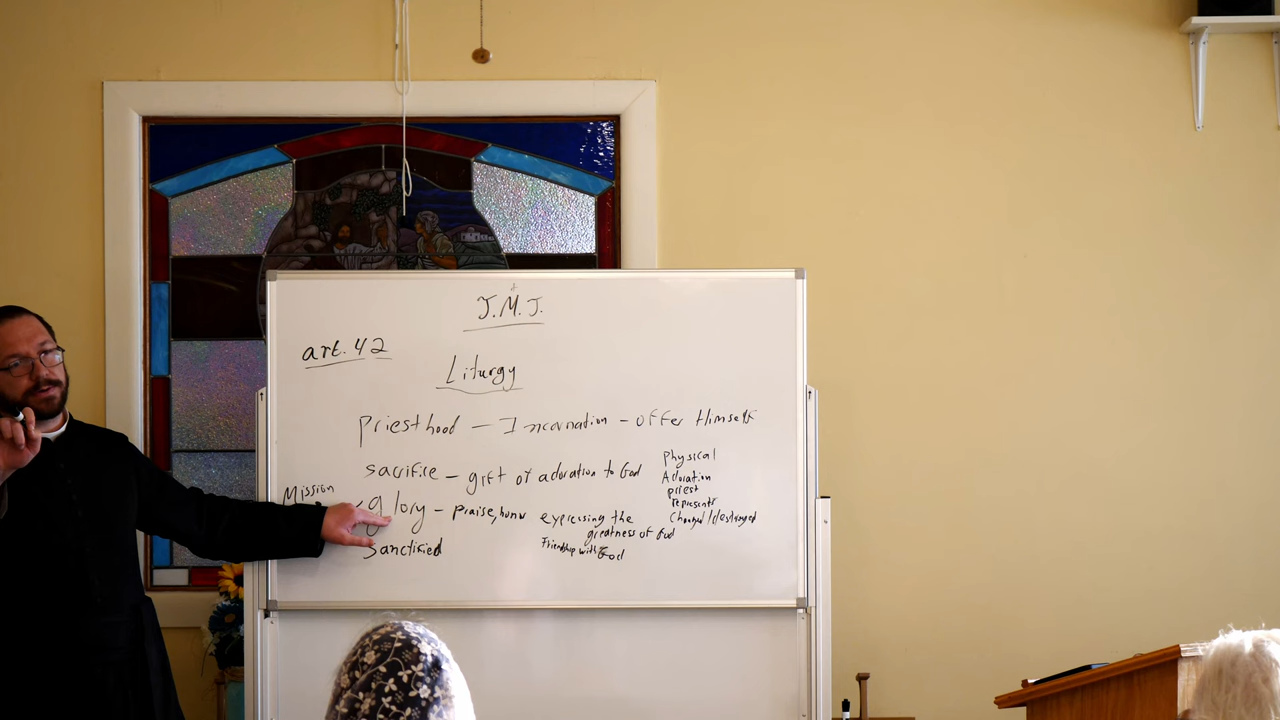 J.M.J.
art. 42
Liturgy
Priesthood – Incarnation – offer Himself
sacrifice – gift of adoration to God
Physical
Adoration
priest
represents
Changed/destroyed
Mission
glory – Praise, honor expressing the
greatness of God
Sanctified
Friendship with God